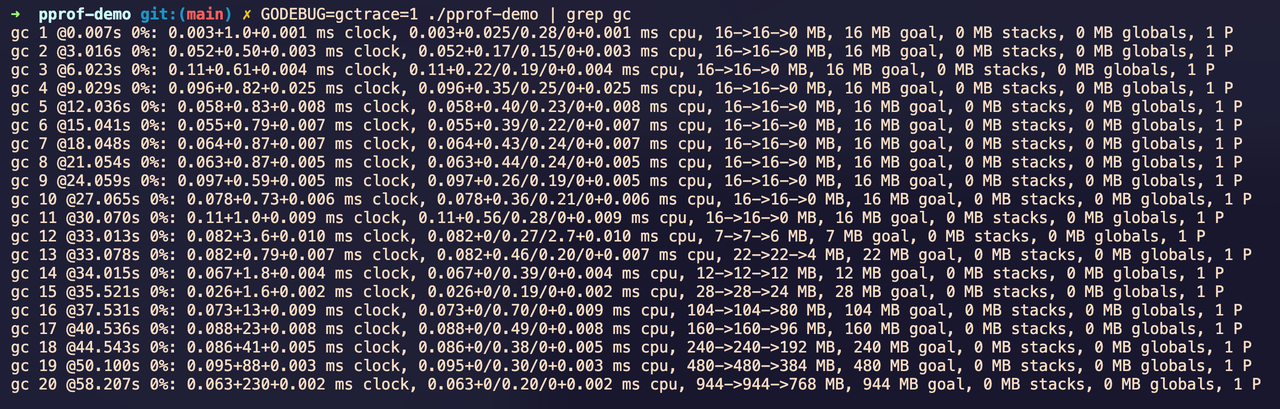 ➜  pprof-demo git:(main) ✗ GODEBUG=gctrace=1 ./pprof-demo | grep gc
gc 1 @0.007s 0%: 0.003+1.0+0.001 ms clock, 0.003+0.025/0.28/0+0.001 ms cpu, 16->16->0 MB, 16 MB goal, 0 MB stacks, 0 MB globals, 1 P
gc 2 @3.016s 0%: 0.052+0.50+0.003 ms clock, 0.052+0.17/0.15/0+0.003 ms cpu, 16->16->0 MB, 16 MB goal, 0 MB stacks, 0 MB globals, 1 P
gc 3 @6.023s 0%: 0.11+0.61+0.004 ms clock, 0.11+0.22/0.19/0+0.004 ms cpu, 16->16->0 MB, 16 MB goal, 0 MB stacks, 0 MB globals, 1 P
gc 4 @9.029s 0%: 0.096+0.82+0.025 ms clock, 0.096+0.35/0.25/0+0.025 ms cpu, 16->16->0 MB, 16 MB goal, 0 MB stacks, 0 MB globals, 1 P
gc 5 @12.036s 0%: 0.058+0.83+0.008 ms clock, 0.058+0.40/0.23/0+0.008 ms cpu, 16->16->0 MB, 16 MB goal, 0 MB stacks, 0 MB globals, 1 P
gc 6 @15.041s 0%: 0.055+0.79+0.007 ms clock, 0.055+0.39/0.22/0+0.007 ms cpu, 16->16->0 MB, 16 MB goal, 0 MB stacks, 0 MB globals, 1 P
gc 7 @18.048s 0%: 0.064+0.87+0.007 ms clock, 0.064+0.43/0.24/0+0.007 ms cpu, 16->16->0 MB, 16 MB goal, 0 MB stacks, 0 MB globals, 1 P
gc 8 @21.054s 0%: 0.063+0.87+0.005 ms clock, 0.063+0.44/0.24/0+0.005 ms cpu, 16->16->0 MB, 16 MB goal, 0 MB stacks, 0 MB globals, 1 P
gc 9 @24.059s 0%: 0.097+0.59+0.005 ms clock, 0.097+0.26/0.19/0+0.005 ms cpu, 16->16->0 MB, 16 MB goal, 0 MB stacks, 0 MB globals, 1 P
gc 10 @27.065s 0%: 0.078+0.73+0.006 ms clock, 0.078+0.36/0.21/0+0.006 ms cpu, 16->16->0 MB, 16 MB goal, 0 MB stacks, 0 MB globals, 1 P
gc 11 @30.070s 0%: 0.11+1.0+0.009 ms clock, 0.11+0.56/0.28/0+0.009 ms cpu, 16->16->0 MB, 16 MB goal, 0 MB stacks, 0 MB globals, 1 P
gc 12 @33.013s 0%: 0.082+3.6+0.010 ms clock, 0.082+0/0.27/2.7+0.010 ms cpu, 7->7->6 MB, 7 MB goal, 0 MB stacks, 0 MB globals, 1 P
gc 13 @33.078s 0%: 0.082+0.79+0.007 ms clock, 0.082+0.46/0.20/0+0.007 ms cpu, 22->22->4 MB, 22 MB goal, 0 MB stacks, 0 MB globals, 1 P
gc 14 @34.015s 0%: 0.067+1.8+0.004 ms clock, 0.067+0/0.39/0+0.004 ms cpu, 12->12->12 MB, 12 MB goal, 0 MB stacks, 0 MB globals, 1 P
gc 15 @35.521s 0%: 0.026+1.6+0.002 ms clock, 0.026+0/0.19/0+0.002 ms cpu, 28->28->24 MB, 28 MB goal, 0 MB stacks, 0 MB globals, 1 P
gc 16 @37.531s 0%: 0.073+13+0.009 ms clock, 0.073+0/0.70/0+0.009 ms cpu, 104->104->80 MB, 104 MB goal, 0 MB stacks, 0 MB globals, 1 P
gc 17 @40.536s 0%: 0.088+23+0.008 ms clock, 0.088+0/0.49/0+0.008 ms cpu, 160->160->96 MB, 160 MB goal, 0 MB stacks, 0 MB globals, 1 P
gc 18 @44.543s 0%: 0.086+41+0.005 ms clock, 0.086+0/0.38/0+0.005 ms cpu, 240->240->192 MB, 240 MB goal, 0 MB stacks, 0 MB globals, 1 P
gc 19 @50.100s 0%: 0.095+88+0.003 ms clock, 0.095+0/0.30/0+0.003 ms cpu, 480->480->384 MB, 480 MB goal, 0 MB stacks, 0 MB globals, 1 P
gc 20 @58.207s 0%: 0.063+230+0.002 ms clock, 0.063+0/0.20/0+0.002 ms cpu, 944->944->768 MB, 944 MB goal, 0 MB stacks, 0 MB globals, 1 P